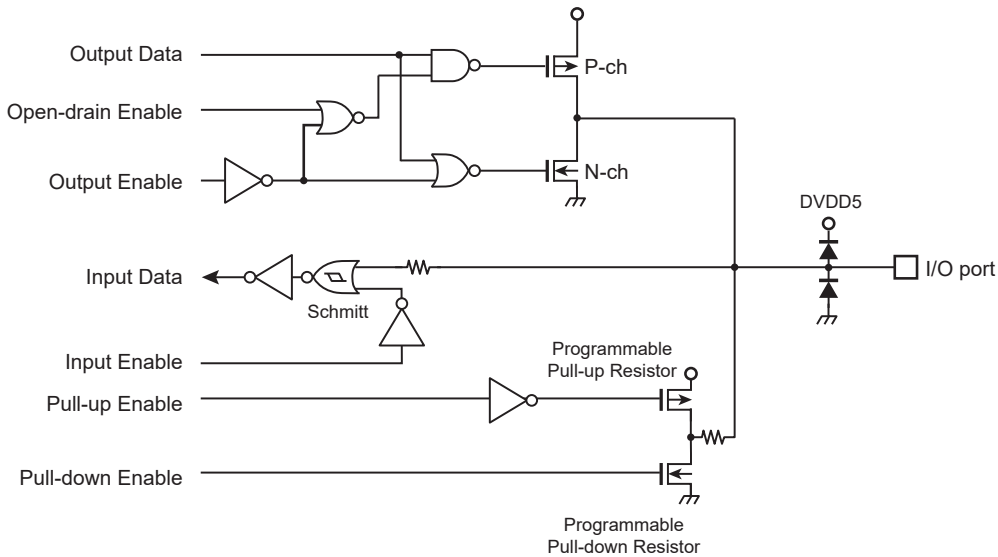 Output Data
P-ch
Open-drain Enable
Output Enable
N-ch
DVDD5
Input Data
I/O port
Schmitt
Input Enable
Programmable
Pull-up Resistor
Pull-up Enable
Pull-down Enable
Programmable
Pull-down Resistor